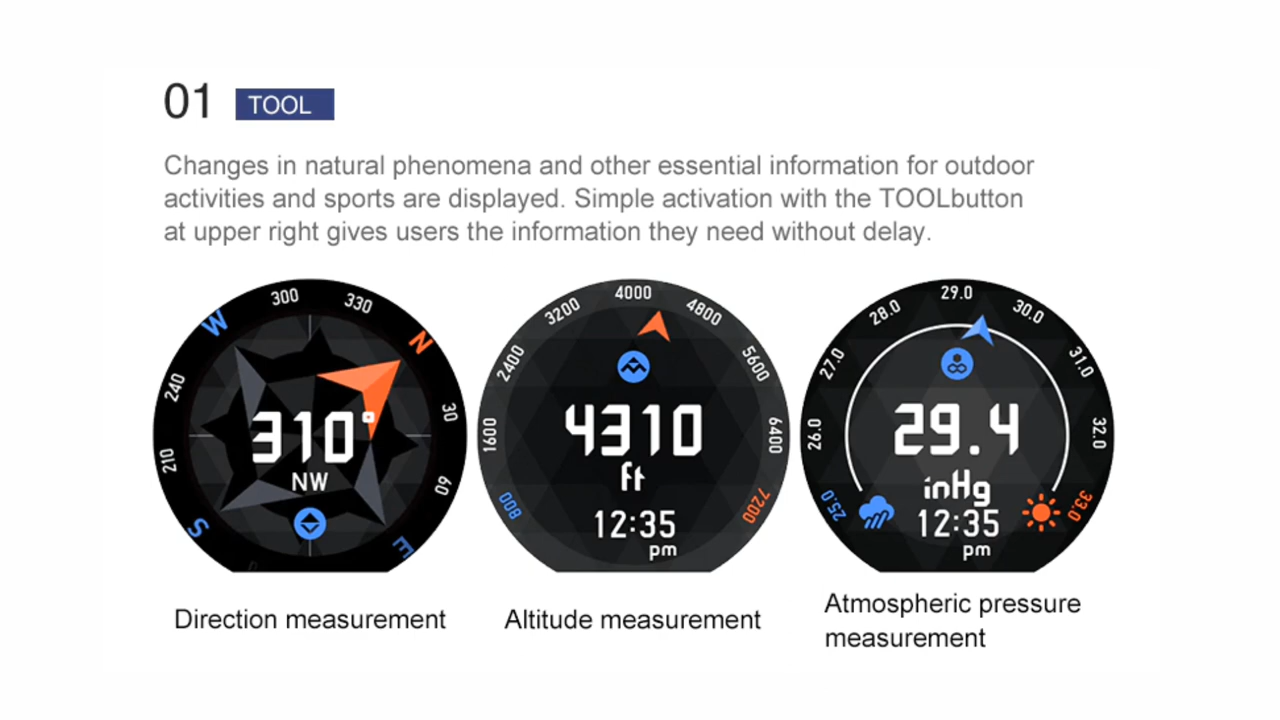 01 TOOL
Changes in natural phenomena and other essential information for outdoor
activities and sports are displayed. Simple activation with the TOOLbutton
at upper right gives users the information they need without delay.
300 330
W N
240 30
210 60
S E
310°
NW
4000
3200 4800
2400 5600
1600 6400
800 7200
4310
ft
12:35
pm
29.0
28.0 30.0
27.0 31.0
26.0 32.0
25.0 33.0
29.4
inHg
12:35
pm
Direction measurement
Altitude measurement
Atmospheric pressure
measurement